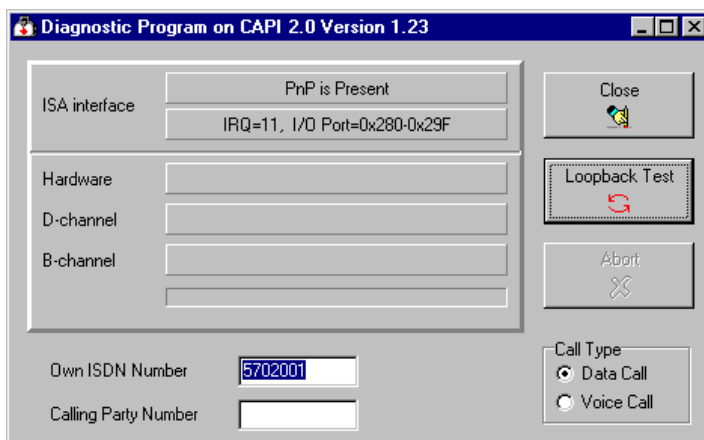 Diagnostic Program on CAPI 2.0 Version 1.23
ISA interface
PnP is Present
IRQ=11, I/O Port=0x280-0x29F
Close
Hardware
D-channel
B-channel
Loopback Test
Abort
Own ISDN Number
5702001
Calling Party Number
Call Type
Data Call
Voice Call